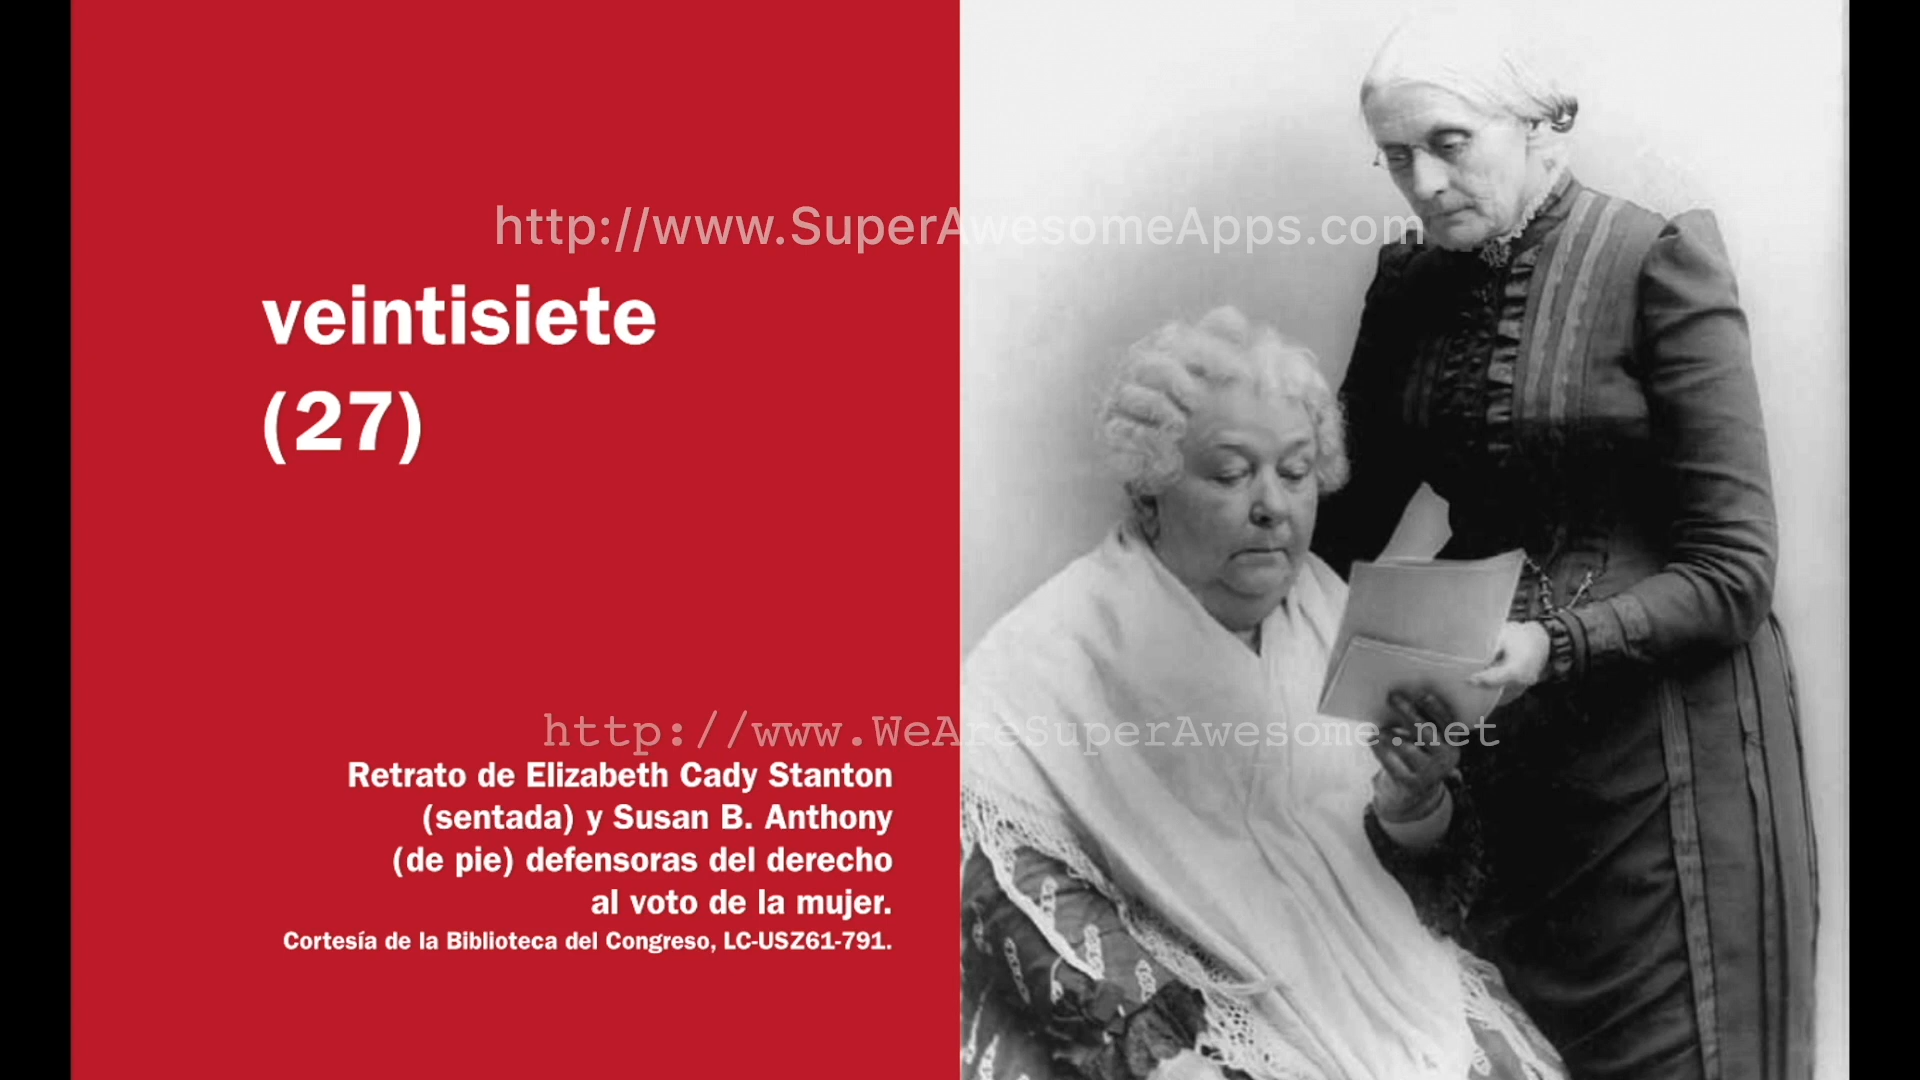 http://www.SuperAwesomeApps.com
veintisiete
(27)
http://www.WeAreSuperAwesome.net
Retrato de Elizabeth Cady Stanton
(sentada) y Susan B. Anthony
(de pie) defensoras del derecho
al voto de la mujer.
Cortesía de la Biblioteca del Congreso, LC-USZ61-791.